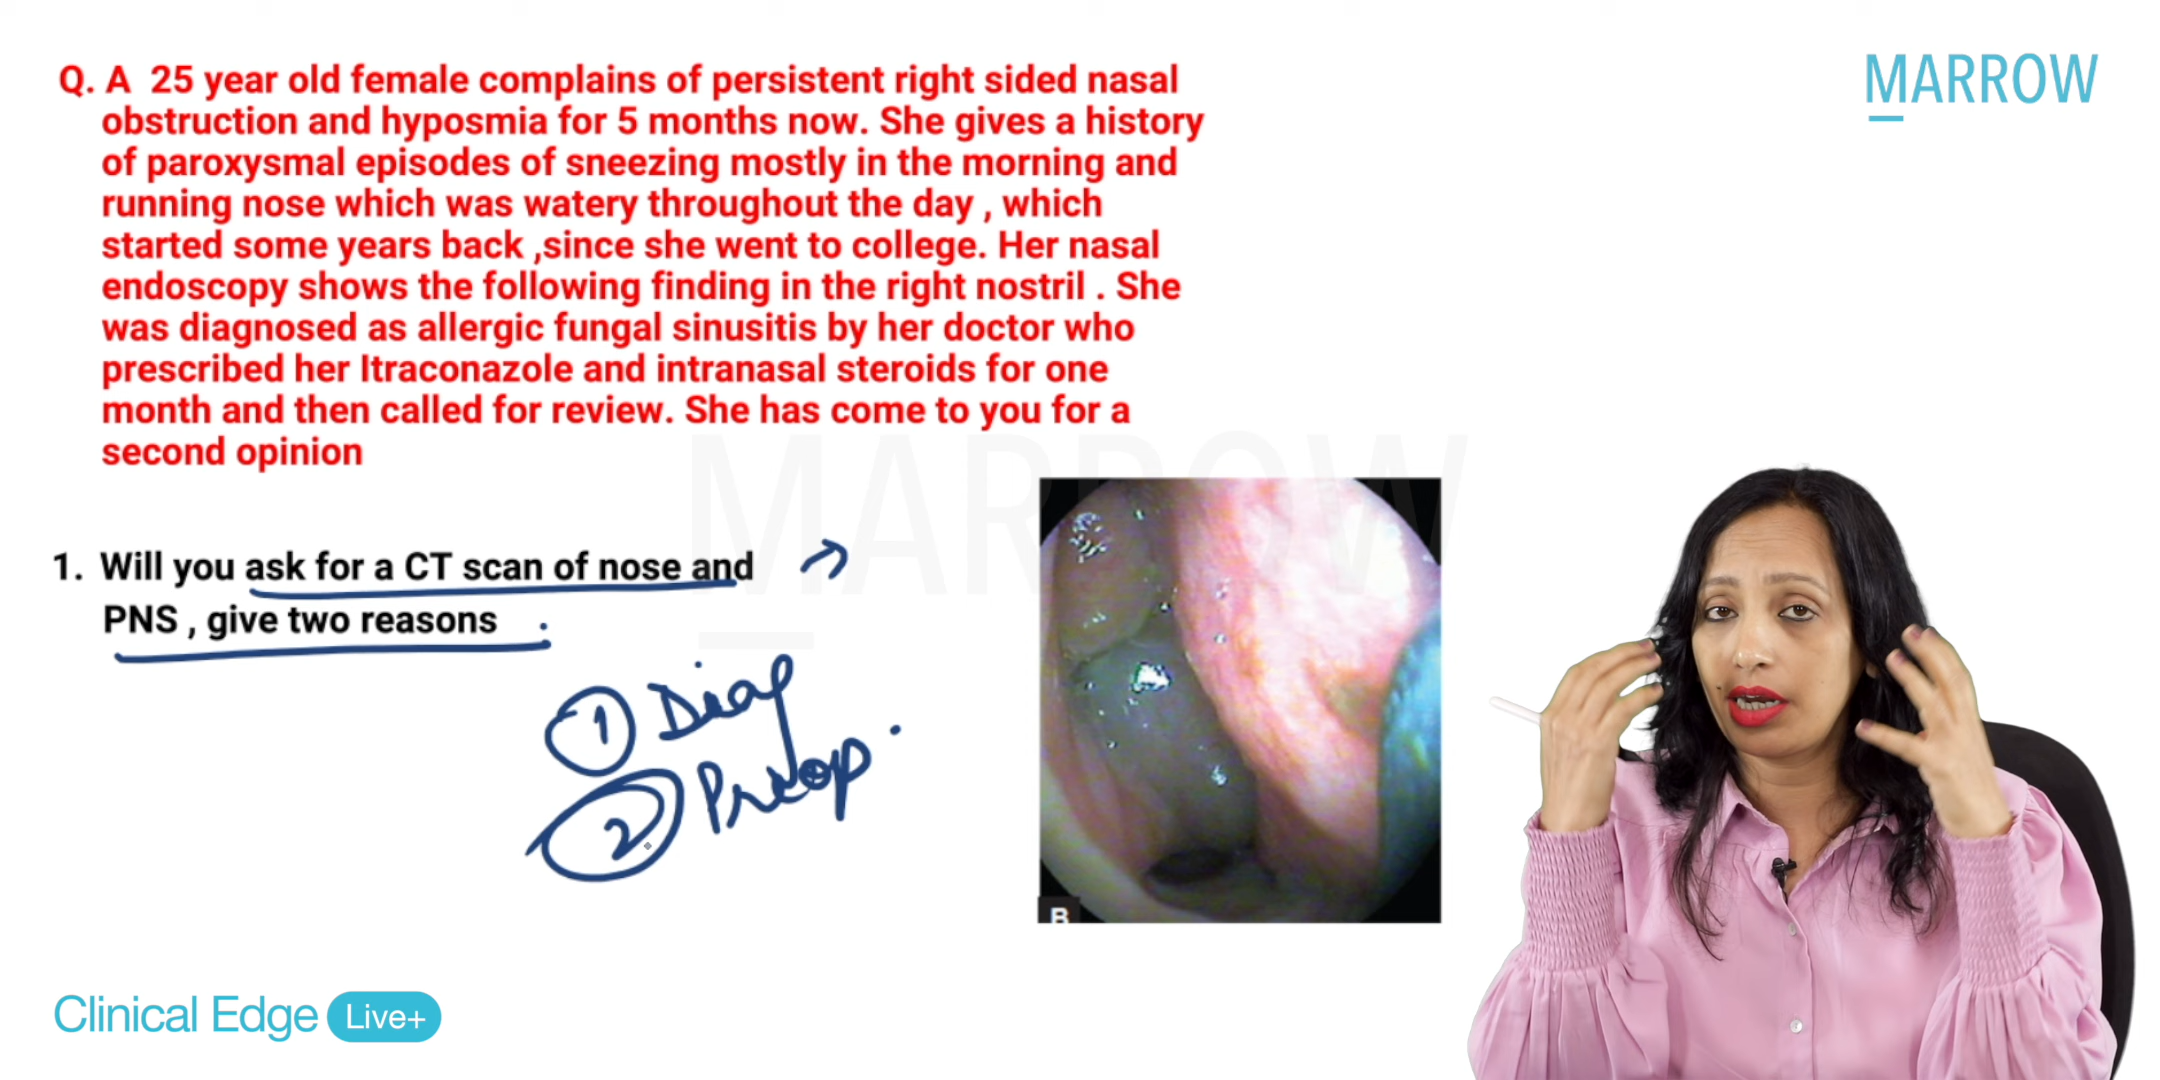 MARROW
Q. A 25 year old female complains of persistent right sided nasal
obstruction and hyposmia for 5 months now. She gives a history
of paroxysmal episodes of sneezing mostly in the morning and
running nose which was watery throughout the day , which
started some years back ,since she went to college. Her nasal
endoscopy shows the following finding in the right nostril . She
was diagnosed as allergic fungal sinusitis by her doctor who
prescribed her Itraconazole and intranasal steroids for one
month and then called for review. She has come to you for a
second opinion
MARROW
1. Will you ask for a CT scan of nose and
PNS , give two reasons
1 Diag
2 Preop.
B
Clinical Edge Live+